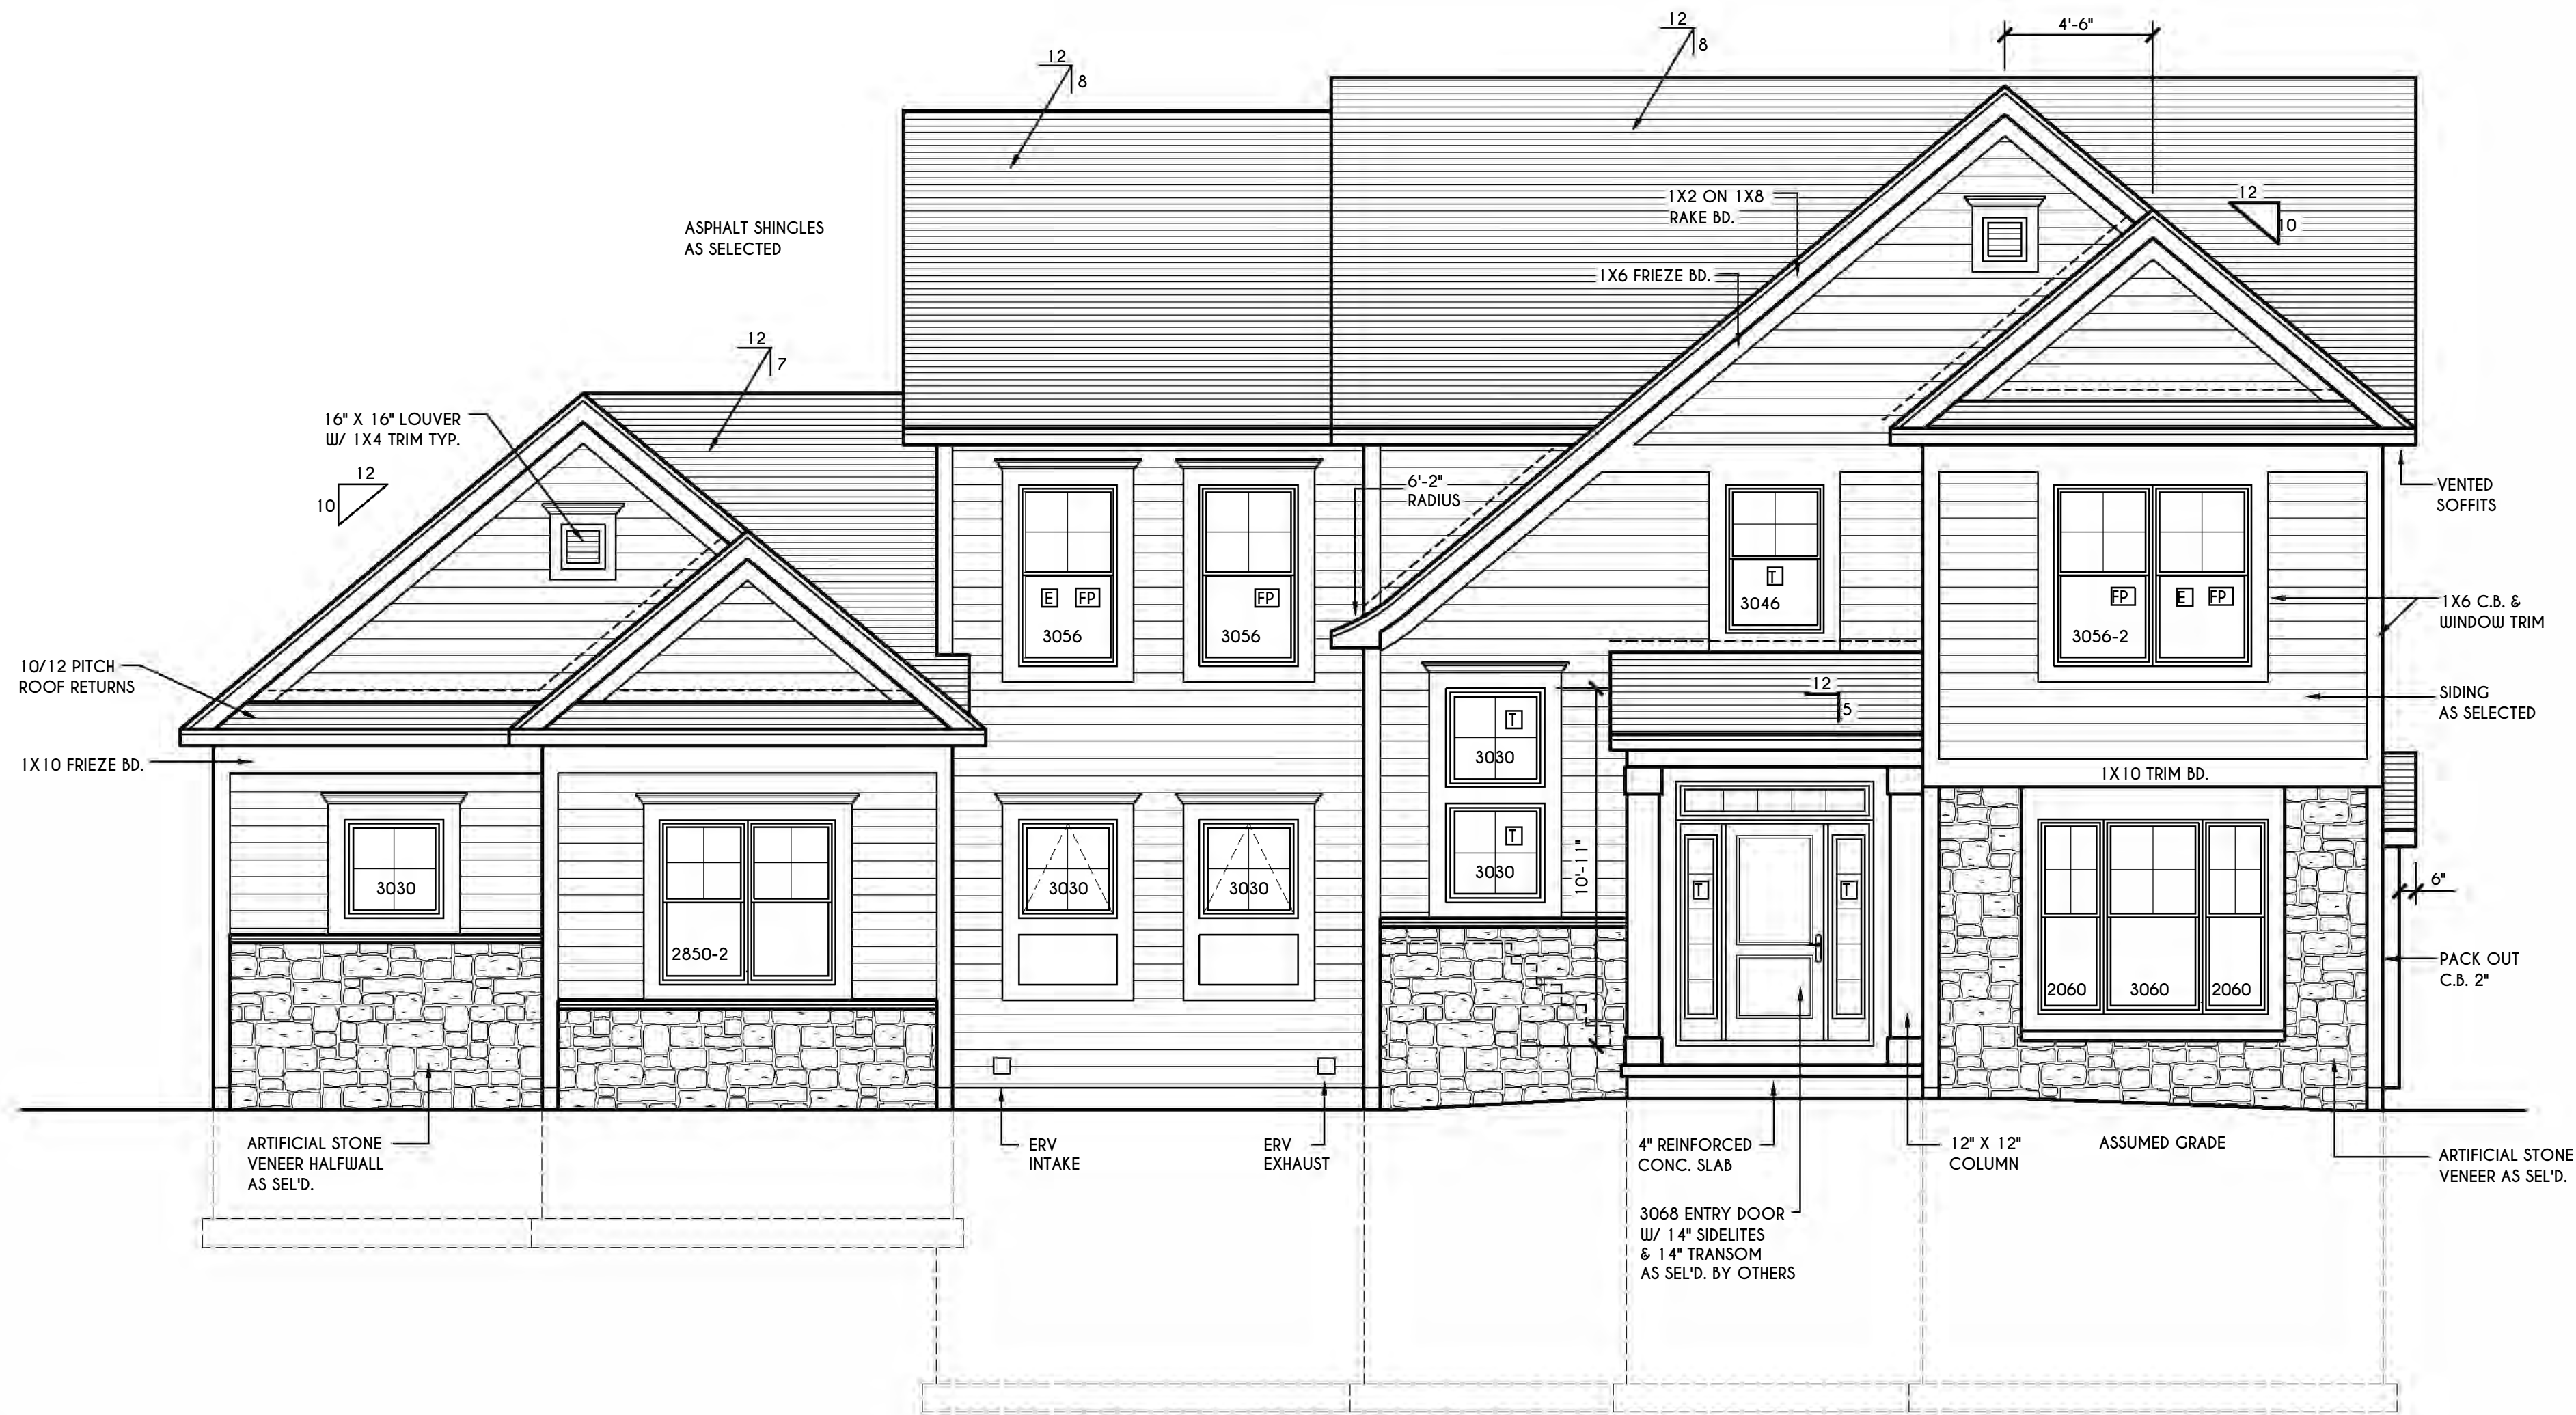 12
8
12
8
4'-6"
1X2 ON 1X8
RAKE BD.
12
10
ASPHALT SHINGLES
AS SELECTED
1X6 FRIEZE BD.
12
7
16" X 16" LOUVER
W/ 1X4 TRIM TYP.
12
10
6'-2"
RADIUS
VENTED
SOFFITS
E FP
3056
FP
3056
T
3046
FP
E FP
3056-2
1X6 C.B. &
WINDOW TRIM
10/12 PITCH
ROOF RETURNS
12
5
SIDING
AS SELECTED
T
3030
1X10 FRIEZE BD.
1X10 TRIM BD.
T
3030
10'-11"
3030
2850-2
3030
3030
T
T
6"
2060
3060
2060
PACK OUT
C.B. 2"
ARTIFICIAL STONE
VENEER HALFWALL
AS SEL'D.
ERV
INTAKE
ERV
EXHAUST
4" REINFORCED
CONC. SLAB
12" X 12"
COLUMN
ASSUMED GRADE
ARTIFICIAL STONE
VENEER AS SEL'D.
3068 ENTRY DOOR
W/ 14" SIDELITES
& 14" TRANSOM
AS SEL'D. BY OTHERS